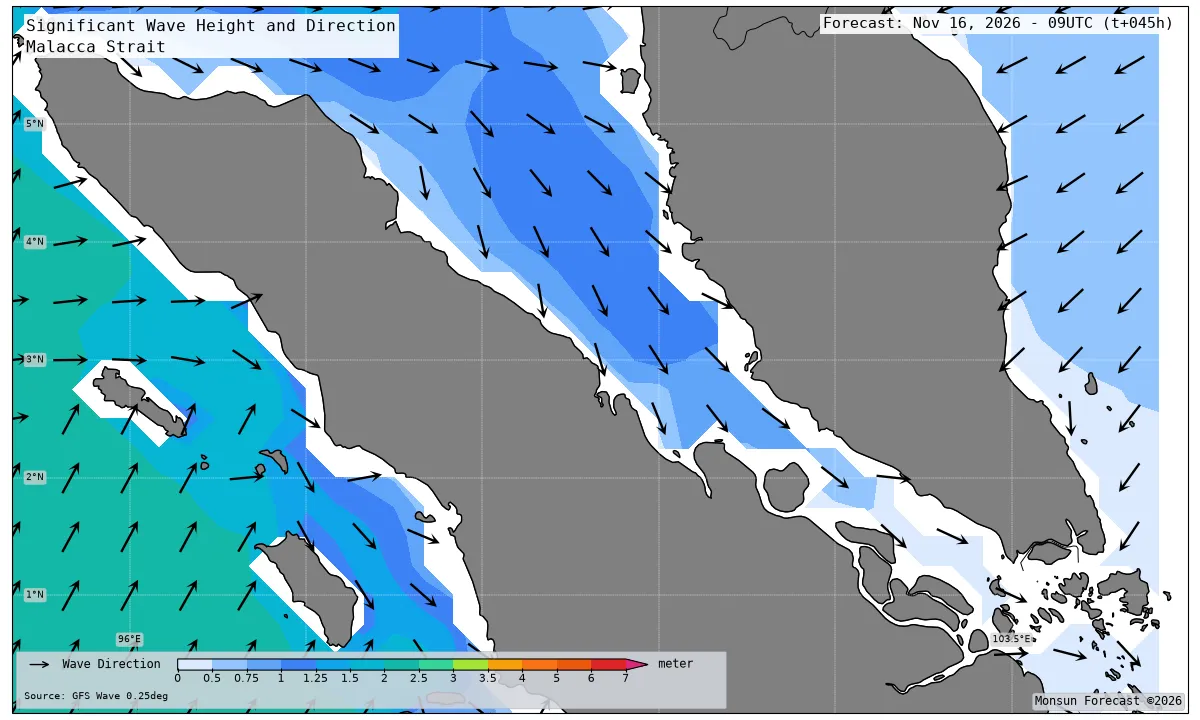 Significant Wave Height and Direction
Malacca Strait
Forecast: Nov 16, 2026 - 09UTC (t+045h)
5°N
4°N
3°N
2°N
1°N
96°E
103.5°E
Wave Direction
meter
0 0.5 0.75 1 1.25 1.5 2 2.5 3 3.5 4 5 6 7
Source: GFS Wave 0.25deg
Monsun Forecast ©2026